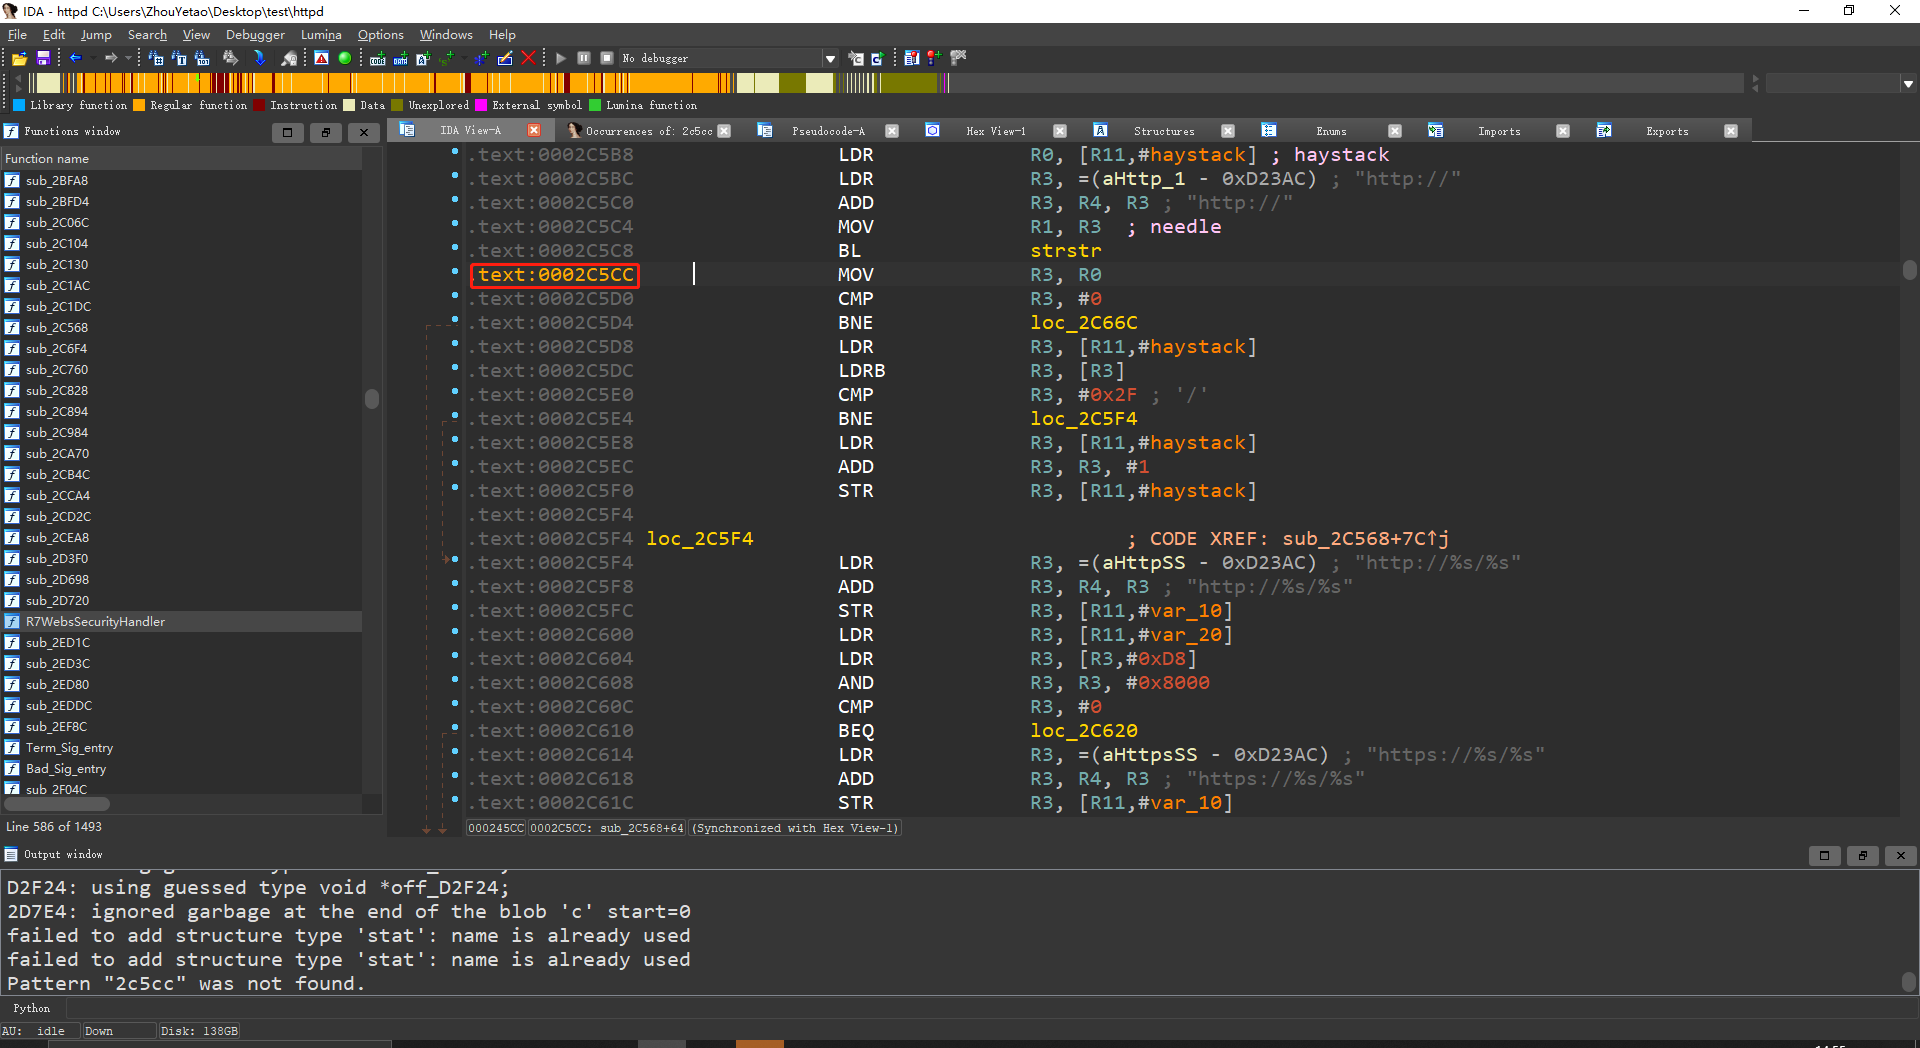 IDA - httpd C:\Users\ZhouYetao\Desktop\test\httpd
File Edit Jump Search View Debugger Lumina Options Windows Help
No debugger
Library function Regular function Instruction Data Unexplored External symbol Lumina function
Functions window
IDA View-A Occurrences of: 2c5cc Pseudocode-A Hex View-1 Structures Enums Imports Exports
Function name
sub_2BFA8
sub_2BFD4
sub_2C06C
sub_2C104
sub_2C130
sub_2C1AC
sub_2C1DC
sub_2C568
sub_2C6F4
sub_2C760
sub_2C828
sub_2C894
sub_2C984
sub_2CA70
sub_2CB4C
sub_2CCA4
sub_2CD2C
sub_2CEA8
sub_2D3F0
sub_2D698
sub_2D720
R7WebsSecurityHandler
sub_2ED1C
sub_2ED3C
sub_2ED80
sub_2EDDC
sub_2EF8C
Term_Sig_entry
Bad_Sig_entry
sub_2F04C
Line 586 of 1493
.text:0002C5B8 LDR R0, [R11,#haystack] ; haystack
.text:0002C5BC LDR R3, =(aHttp_1 - 0xD23AC) ; "http://"
.text:0002C5C0 ADD R3, R4, R3 ; "http://"
.text:0002C5C4 MOV R1, R3 ; needle
.text:0002C5C8 BL strstr
.text:0002C5CC MOV R3, R0
.text:0002C5D0 CMP R3, #0
.text:0002C5D4 BNE loc_2C66C
.text:0002C5D8 LDR R3, [R11,#haystack]
.text:0002C5DC LDRB R3, [R3]
.text:0002C5E0 CMP R3, #0x2F ; '/'
.text:0002C5E4 BNE loc_2C5F4
.text:0002C5E8 LDR R3, [R11,#haystack]
.text:0002C5EC ADD R3, R3, #1
.text:0002C5F0 STR R3, [R11,#haystack]
.text:0002C5F4
.text:0002C5F4 loc_2C5F4 ; CODE XREF: sub_2C568+7C↑j
.text:0002C5F4 LDR R3, =(aHttpSS - 0xD23AC) ; "http://%s/%s"
.text:0002C5F8 ADD R3, R4, R3 ; "http://%s/%s"
.text:0002C5FC STR R3, [R11,#var_10]
.text:0002C600 LDR R3, [R11,#var_20]
.text:0002C604 LDR R3, [R3,#0xD8]
.text:0002C608 AND R3, R3, #0x8000
.text:0002C60C CMP R3, #0
.text:0002C610 BEQ loc_2C620
.text:0002C614 LDR R3, =(aHttpsSS - 0xD23AC) ; "https://%s/%s"
.text:0002C618 ADD R3, R4, R3 ; "https://%s/%s"
.text:0002C61C STR R3, [R11,#var_10]
000245CC 0002C5CC: sub_2C568+64 (Synchronized with Hex View-1)
Output window
D2F24: using guessed type void *off_D2F24;
2D7E4: ignored garbage at the end of the blob 'c' start=0
failed to add structure type 'stat': name is already used
failed to add structure type 'stat': name is already used
Pattern "2c5cc" was not found.
Python
AU: idle Down Disk: 138GB